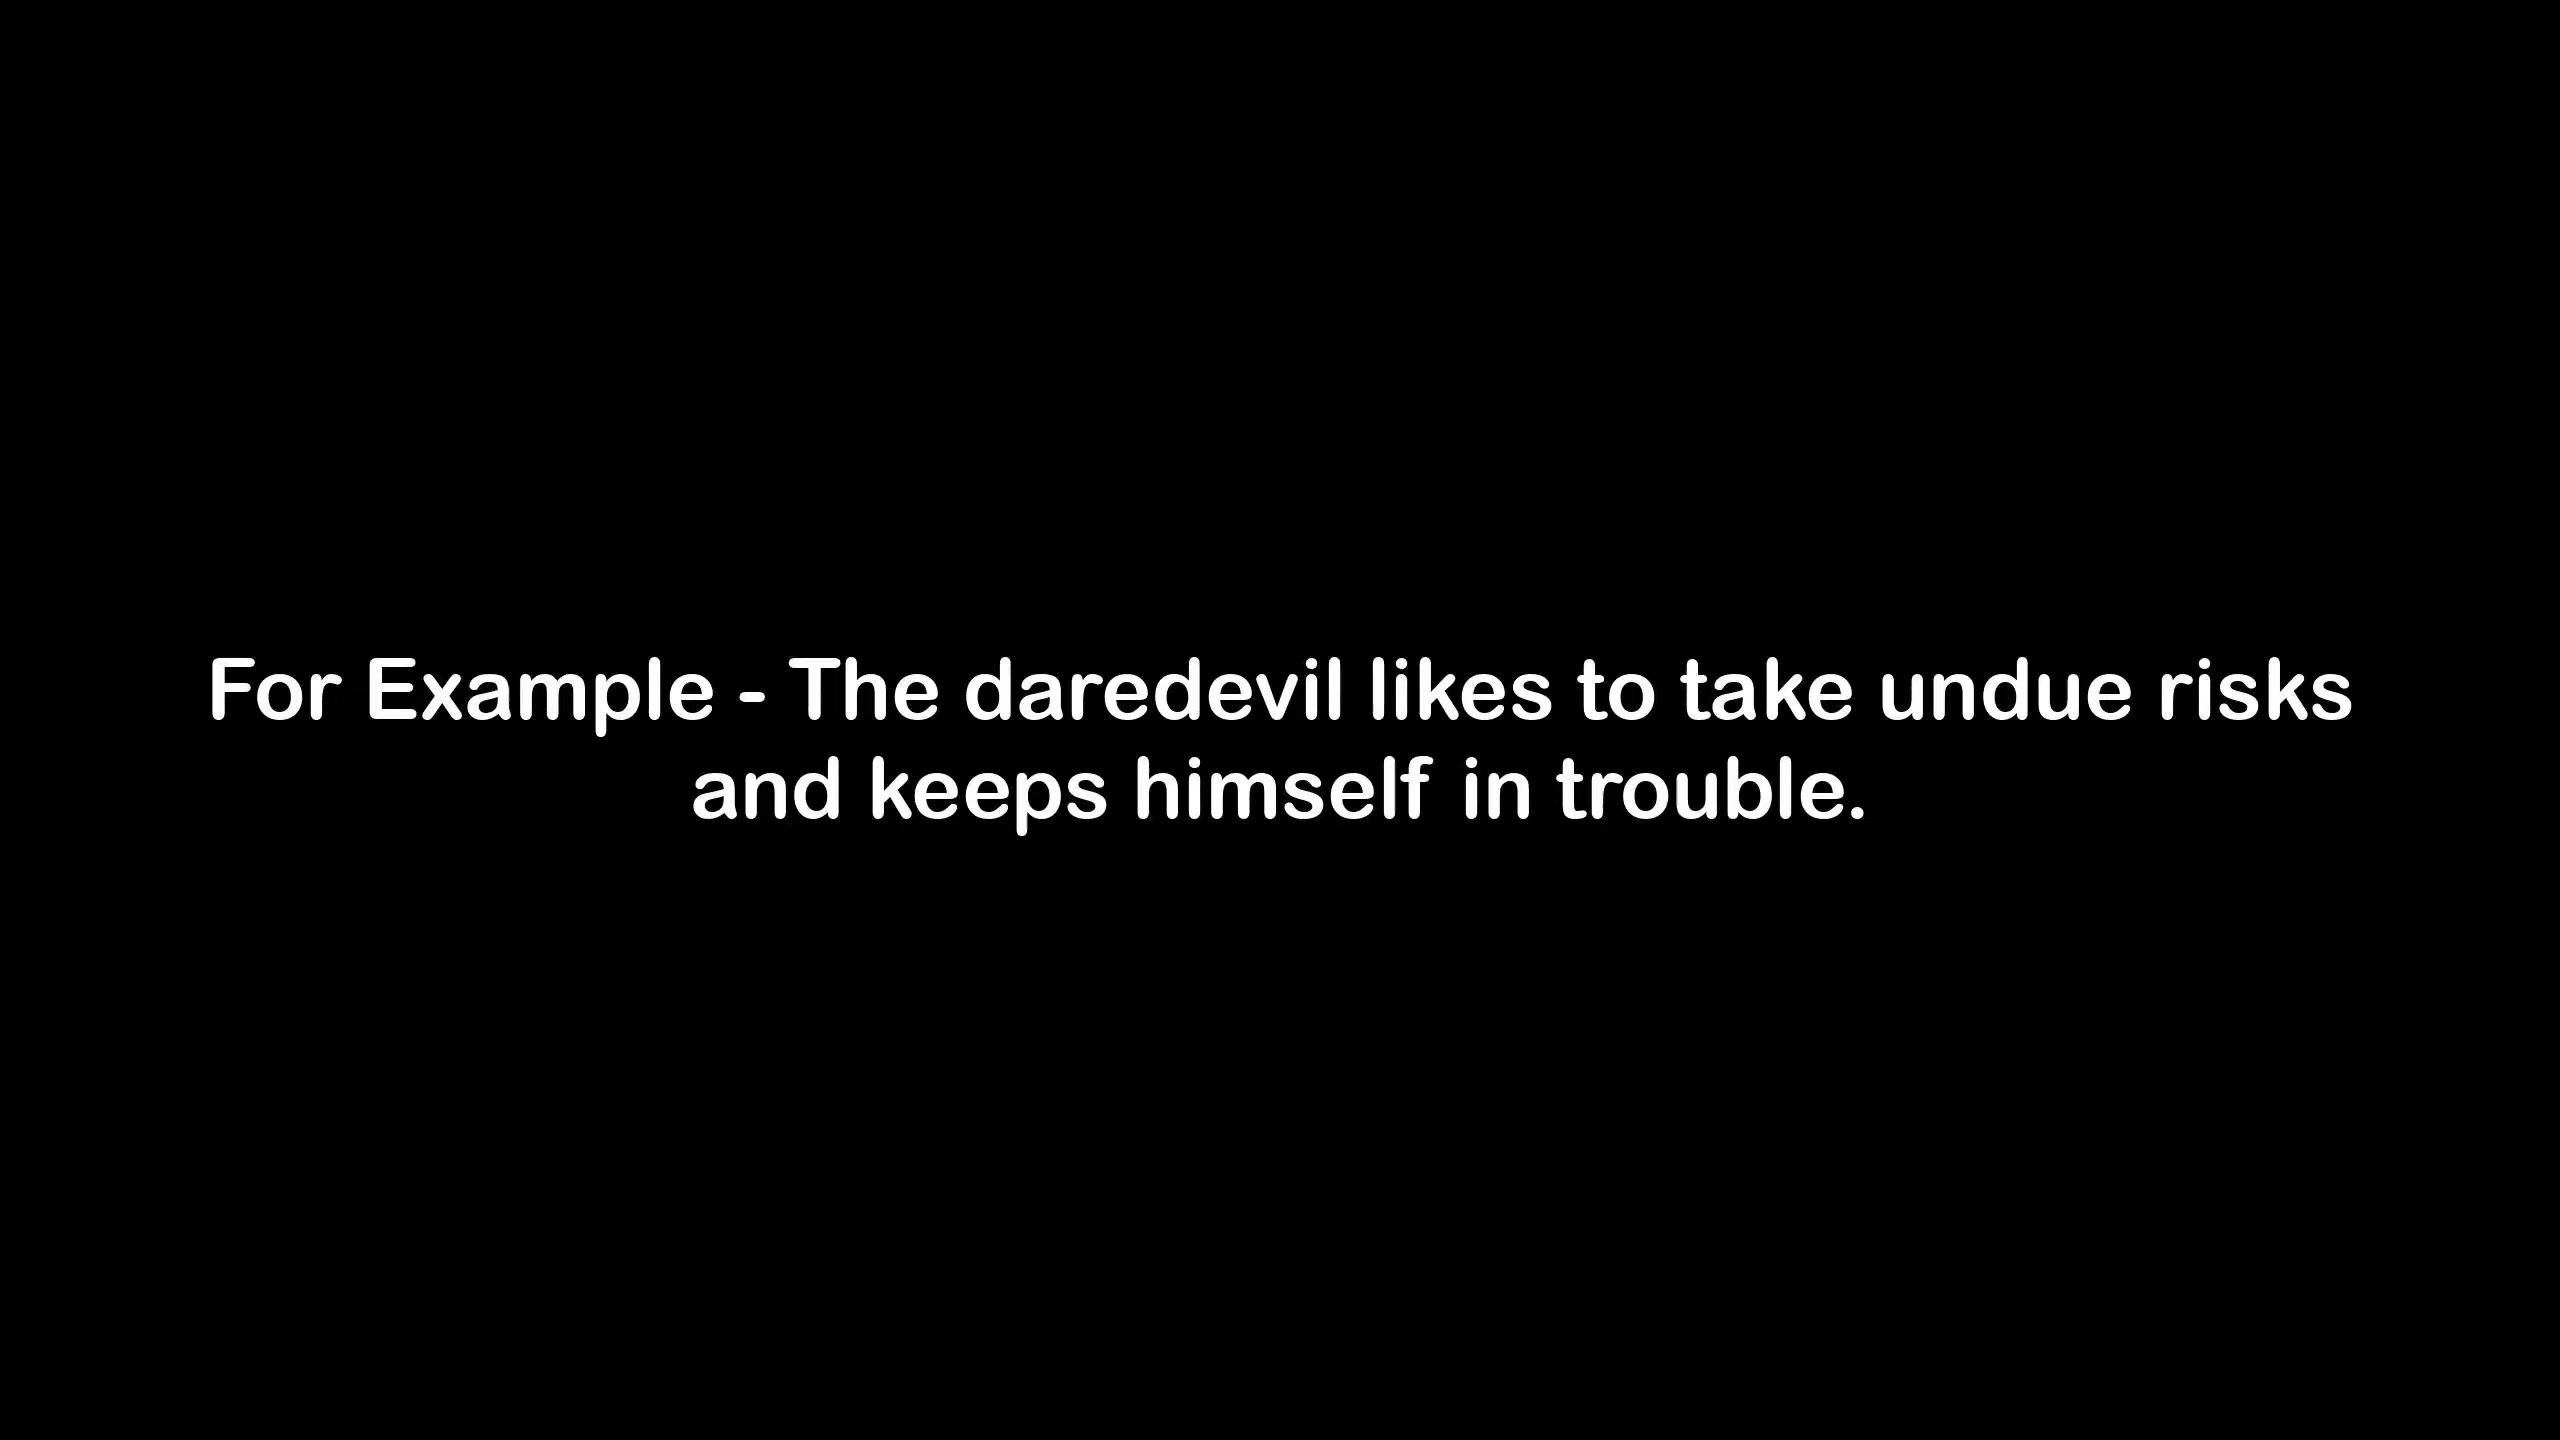 For Example - The daredevil likes to take undue risks
and keeps himself in trouble.